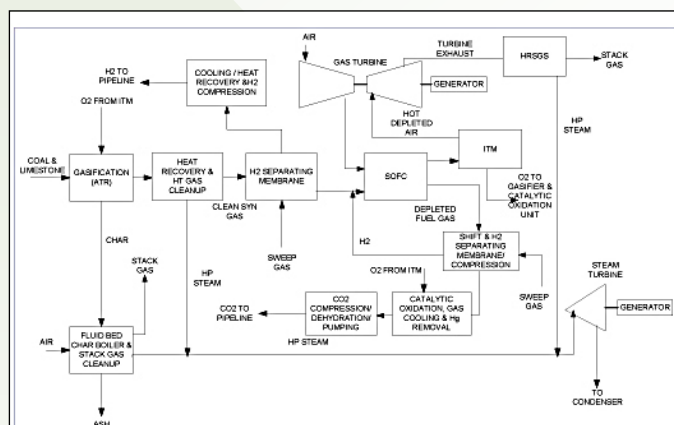 AIR
GAS TURBINE
TURBINE
EXHAUST
HRSGS
STACK
GAS
H2 TO
PIPELINE
COOLING / HEAT
RECOVERY &H2
COMPRESSION
GENERATOR
O2 FROM ITM
HOT
DEPLETED
AIR
HP
STEAM
COAL &
LIMESTONE
GASIFICATION
(ATR)
HEAT
RECOVERY &
HT GAS
CLEANUP
H2 SEPARATING
MEMBRANE
SOFC
ITM
CLEAN SYN
GAS
O2 TO
GASIFIER &
CATALYTIC
OXIDATION
UNIT
DEPLETED
FUEL GAS
CHAR
STACK
GAS
HP
STEAM
SWEEP
GAS
H2
SHIFT & H2
SEPARATING
MEMBRANE/
COMPRESSION
STEAM
TURBINE
O2 FROM ITM
SWEEP
GAS
GENERATOR
CO2 TO
PIPELINE
CO2
COMPRESSION/
DEHYDRATION/
PUMPING
CATALYTIC
OXIDATION, GAS
COOLING & Hg
REMOVAL
AIR
FLUID BED
CHAR BOILER &
STACK GAS
CLEANUP
HP STEAM
TO
CONDENSER
ASH